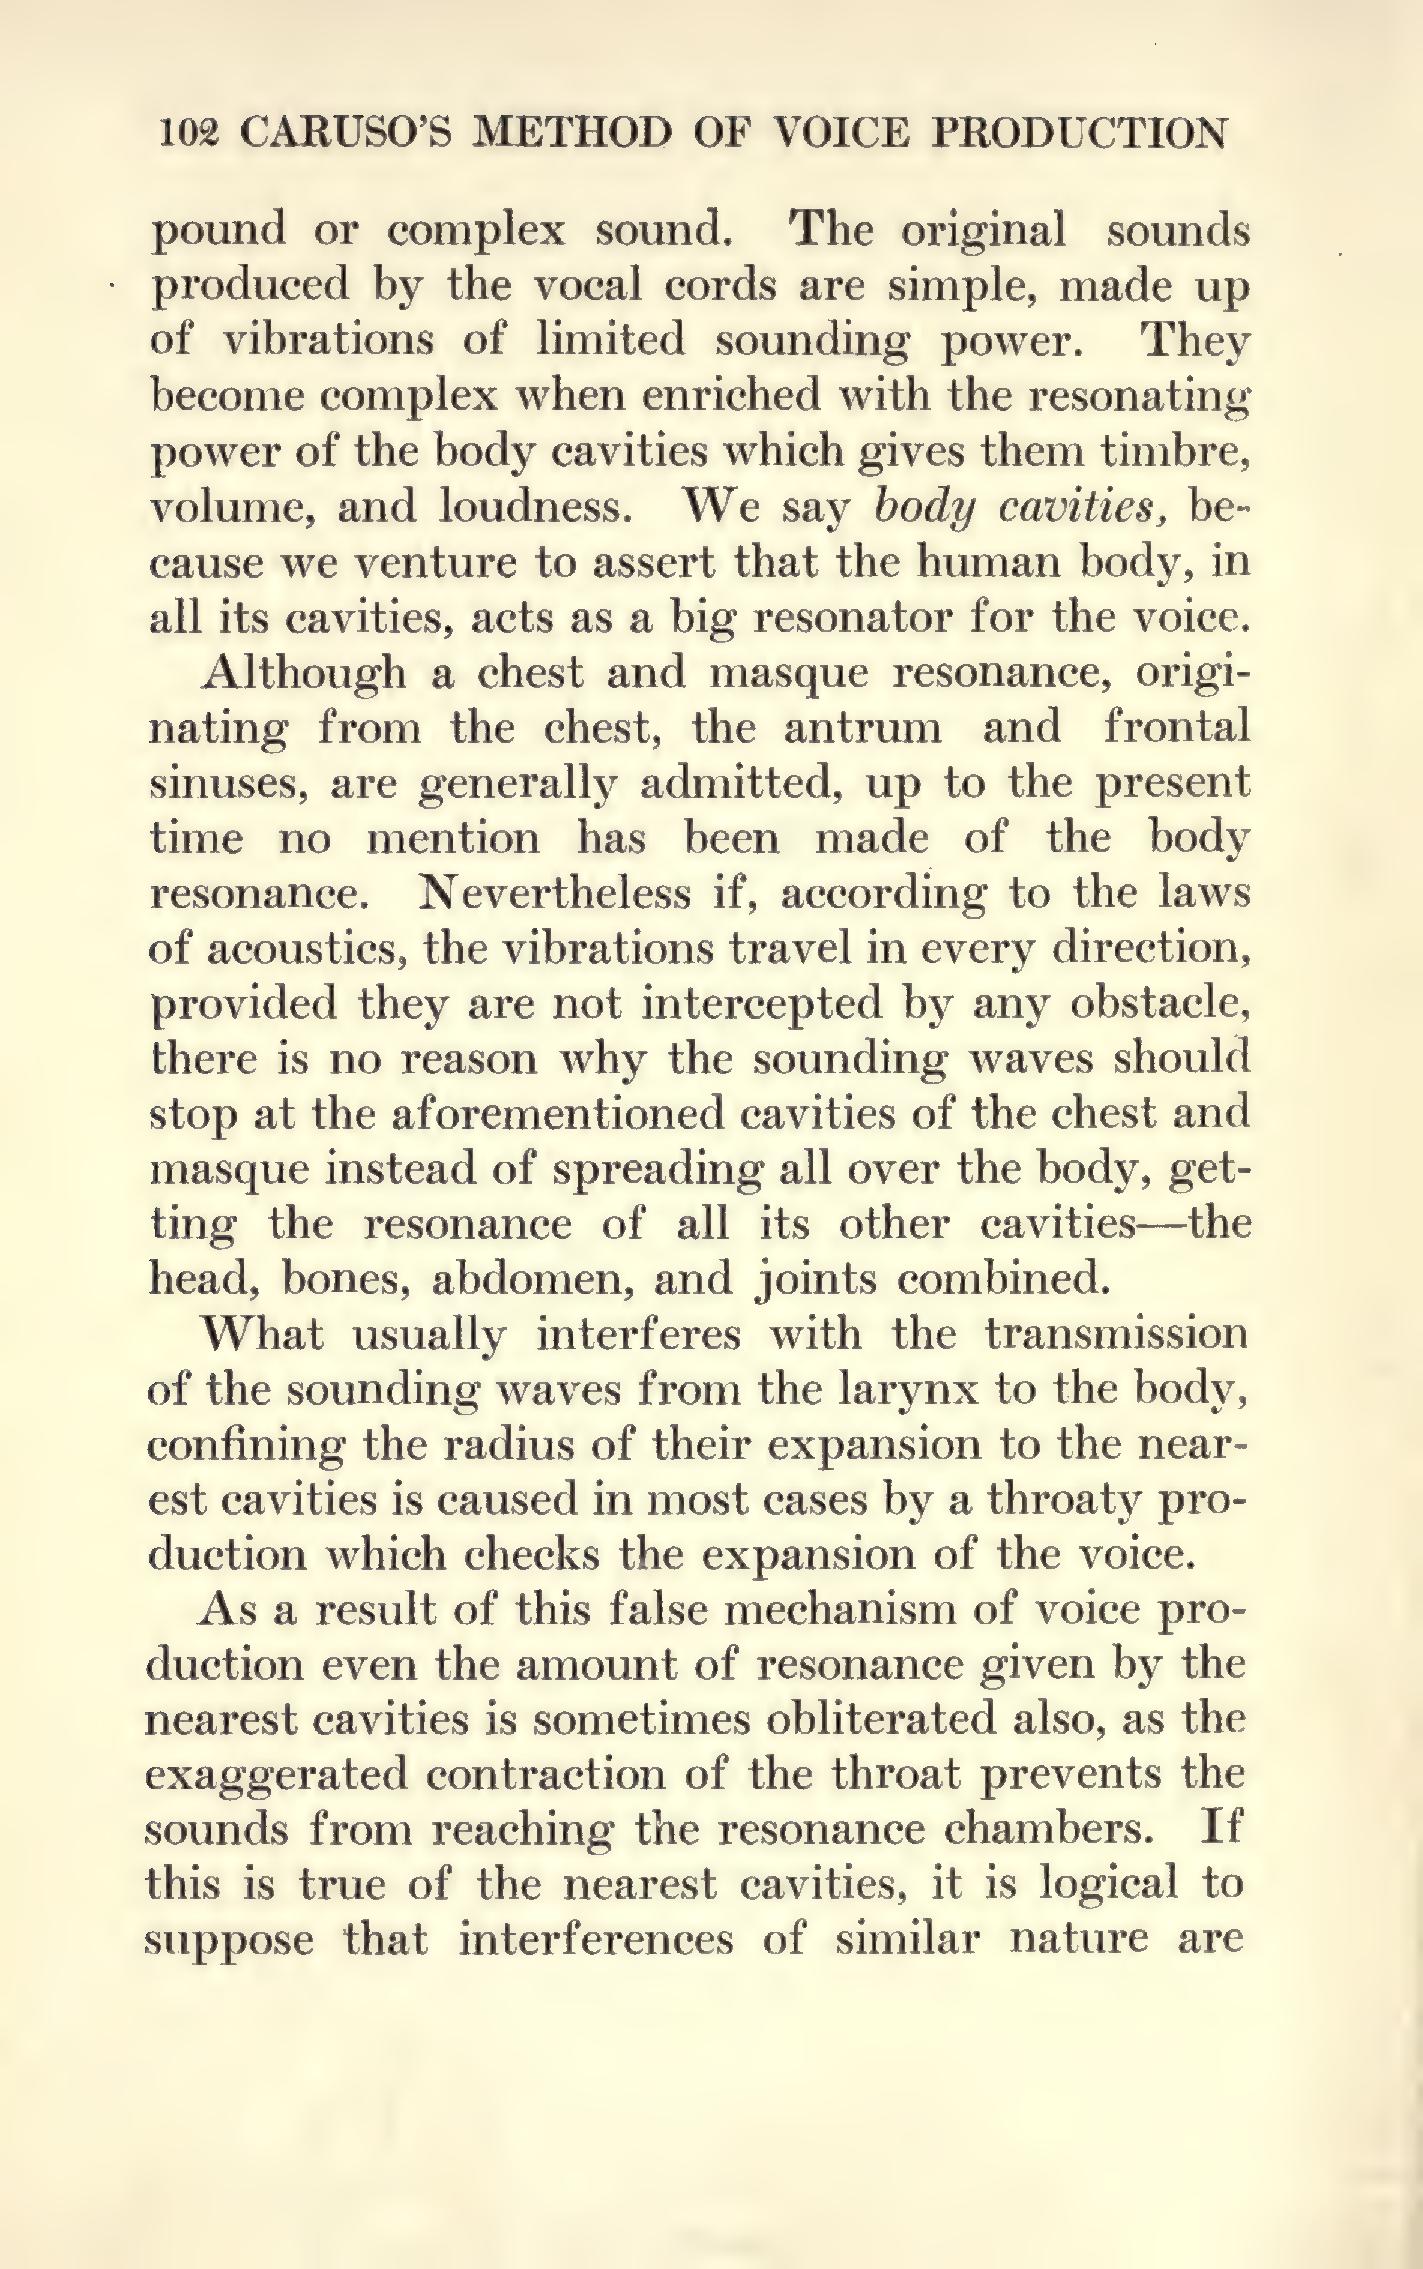 102 CARUSO'S METHOD OF VOICE PRODUCTION
pound or complex sound. The original sounds
produced by the vocal cords are simple, made up
of vibrations of limited sounding power. They
become complex when enriched with the resonating
power of the body cavities which gives them timbre,
volume, and loudness. We say body cavities, be-
cause we venture to assert that the human body, in
all its cavities, acts as a big resonator for the voice.
Although a chest and masque resonance, origi-
nating from the chest, the antrum and frontal
sinuses, are generally admitted, up to the present
time no mention has been made of the body
resonance. Nevertheless if, according to the laws
of acoustics, the vibrations travel in every direction,
provided they are not intercepted by any obstacle,
there is no reason why the sounding waves should
stop at the aforementioned cavities of the chest and
masque instead of spreading all over the body, get-
ting the resonance of all its other cavities—the
head, bones, abdomen, and joints combined.
What usually interferes with the transmission
of the sounding waves from the larynx to the body,
confining the radius of their expansion to the near-
est cavities is caused in most cases by a throaty pro-
duction which checks the expansion of the voice.
As a result of this false mechanism of voice pro-
duction even the amount of resonance given by the
nearest cavities is sometimes obliterated also, as the
exaggerated contraction of the throat prevents the
sounds from reaching the resonance chambers. If
this is true of the nearest cavities, it is logical to
suppose that interferences of similar nature are